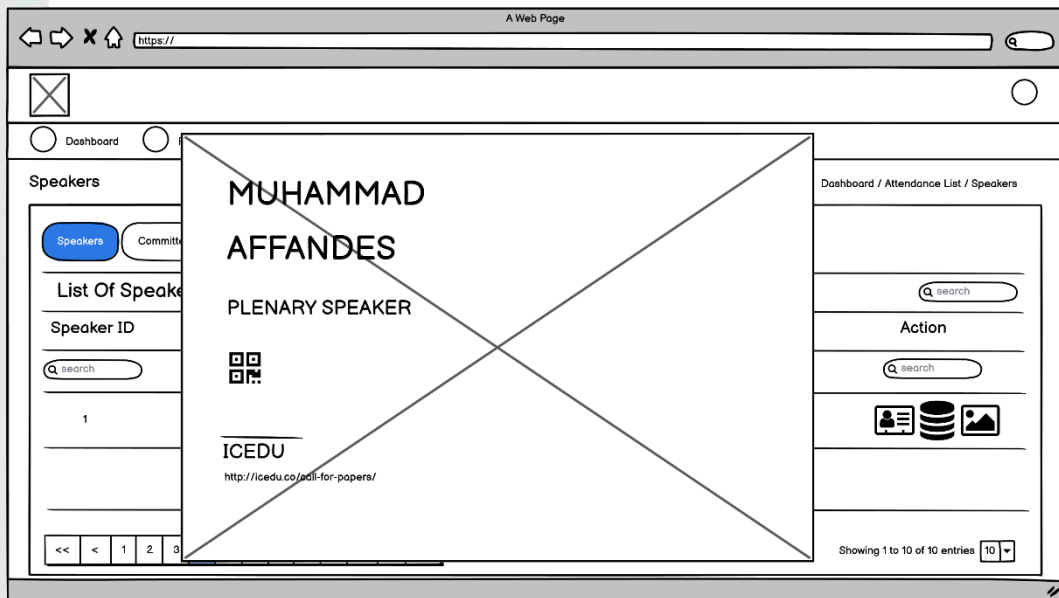 A Web Page
https://
Dashboard
Speakers
Dashboard / Attendance List / Speakers
Speakers
MUHAMMAD
AFFANDES
PLENARY SPEAKER
ICEDU
http://icedu.co/call-for-papers/
List Of
search
Speaker ID
Action
search
search
1
<< < 1 2 3
Showing 1 to 10 of 10 entries 10